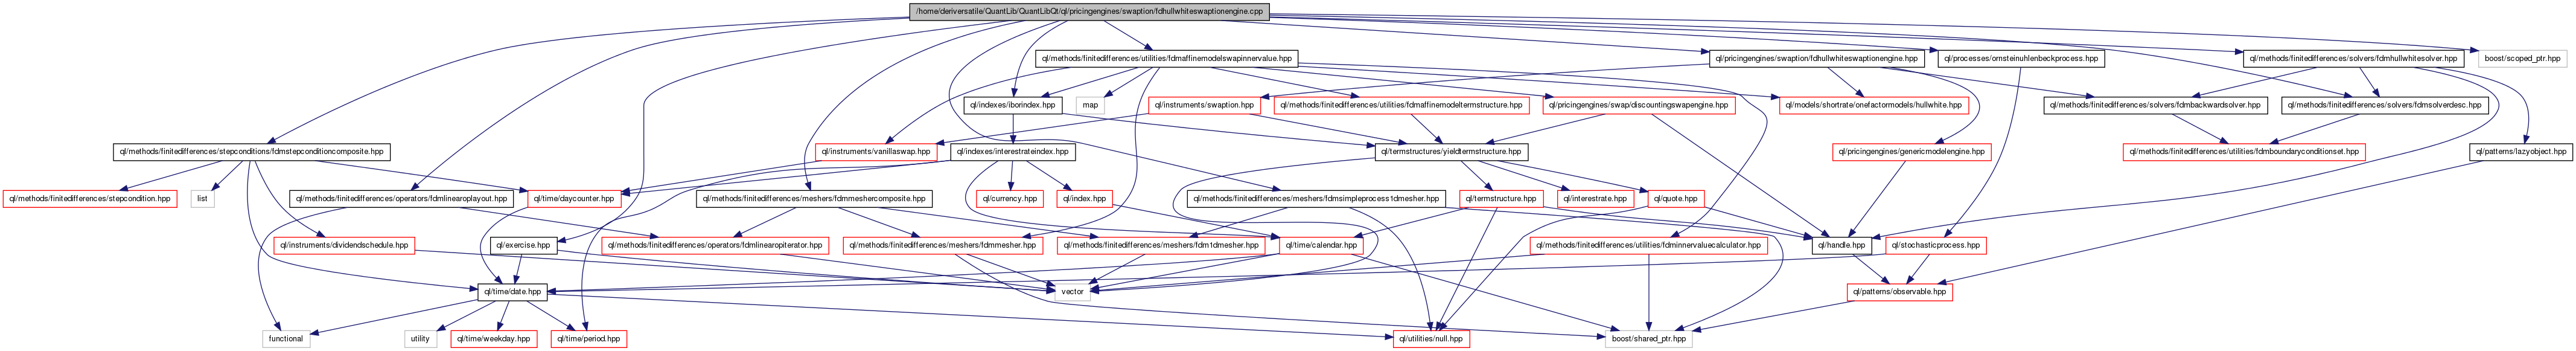 /home/deriversatile/QuantLib/QuantLibQt/ql/pricingengines/swaption/fdhullwhiteswaptionengine.cpp
ql/methods/finitedifferences/utilities/fdmaffinemodelswapinnervalue.hpp
ql/pricingengines/swaption/fdhullwhiteswaptionengine.hpp
ql/processes/ornsteinuhlenbeckprocess.hpp
ql/methods/finitedifferences/solvers/fdmhullwhitesolver.hpp
boost/scoped_ptr.hpp
ql/indexes/iborindex.hpp
map
ql/instruments/swaption.hpp
ql/methods/finitedifferences/utilities/fdmaffinemodeltermstructure.hpp
ql/pricingengines/swap/discountingswapengine.hpp
ql/models/shortrate/onefactormodels/hullwhite.hpp
ql/methods/finitedifferences/solvers/fdmbackwardsolver.hpp
ql/methods/finitedifferences/solvers/fdmsolverdesc.hpp
ql/methods/finitedifferences/stepconditions/fdmstepconditioncomposite.hpp
ql/instruments/vanillaswap.hpp
ql/indexes/interestrateindex.hpp
ql/termstructures/yieldtermstructure.hpp
ql/pricingengines/genericmodelengine.hpp
ql/methods/finitedifferences/utilities/fdmboundaryconditionset.hpp
ql/patterns/lazyobject.hpp
ql/methods/finitedifferences/stepcondition.hpp
list
ql/methods/finitedifferences/operators/fdmlinearoplayout.hpp
ql/time/daycounter.hpp
ql/methods/finitedifferences/meshers/fdmmeshercomposite.hpp
ql/currency.hpp
ql/index.hpp
ql/methods/finitedifferences/meshers/fdmsimpleprocess1dmesher.hpp
ql/termstructure.hpp
ql/interestrate.hpp
ql/quote.hpp
ql/instruments/dividendschedule.hpp
ql/exercise.hpp
ql/methods/finitedifferences/operators/fdmlinearopiterator.hpp
ql/methods/finitedifferences/meshers/fdmmesher.hpp
ql/methods/finitedifferences/meshers/fdm1dmesher.hpp
ql/time/calendar.hpp
ql/methods/finitedifferences/utilities/fdminnervaluecalculator.hpp
ql/handle.hpp
ql/stochasticprocess.hpp
ql/time/date.hpp
vector
ql/patterns/observable.hpp
functional
utility
ql/time/weekday.hpp
ql/time/period.hpp
ql/utilities/null.hpp
boost/shared_ptr.hpp